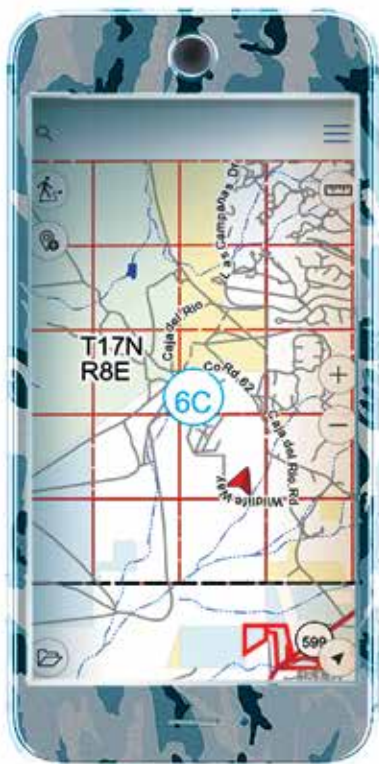 Las Campanas Dr
Caja del Rio
T17N
R8E
Co Rd 62
6C
Caja del Rio Rd
Wildlife Way
599